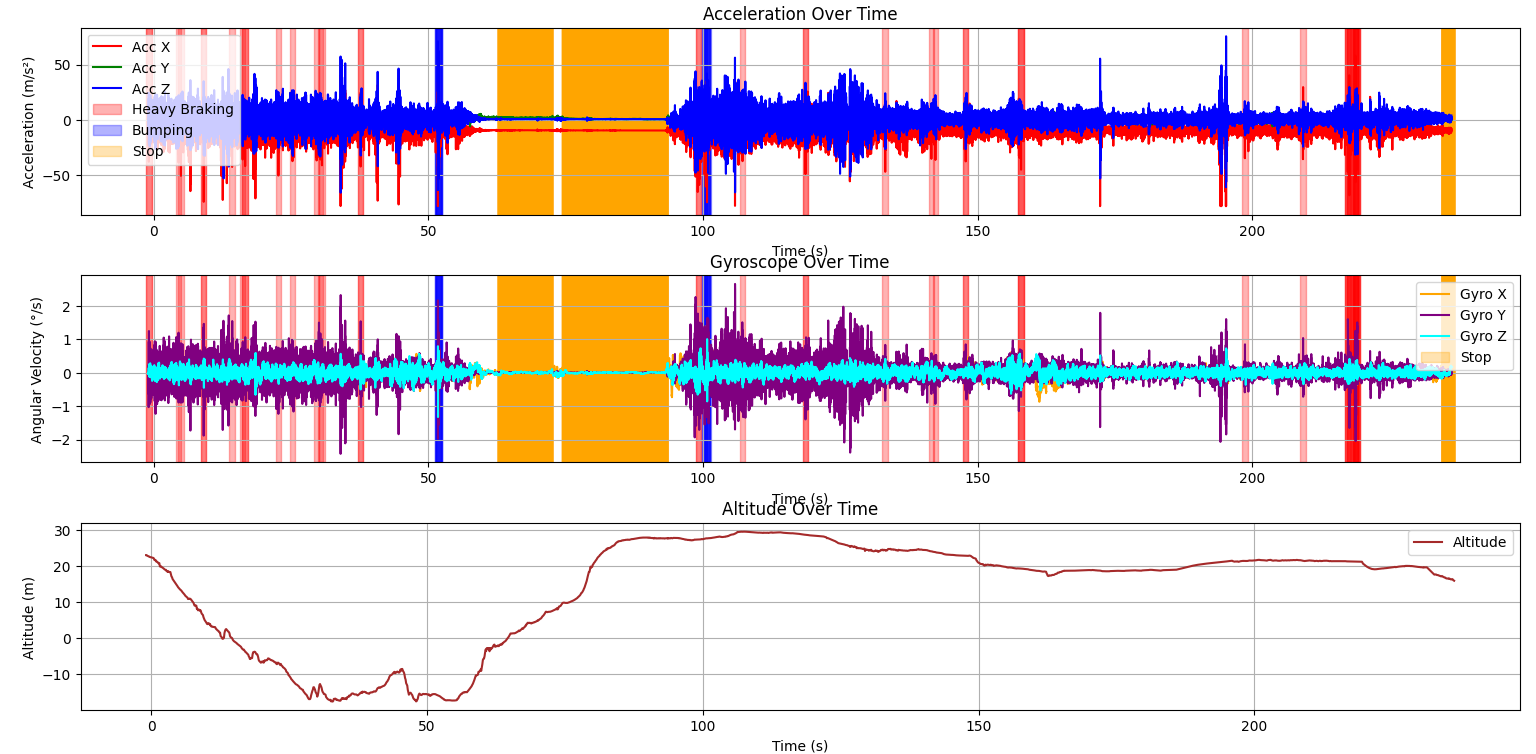 Acceleration Over Time
Acceleration (m/s²)
50
0
−50
Acc X
Acc Y
Acc Z
Heavy Braking
Bumping
Stop
0 50 100 150 200
Time (s)
Gyroscope Over Time
Angular Velocity (°/s)
2
1
0
−1
−2
Gyro X
Gyro Y
Gyro Z
Stop
0 50 100 150 200
Time (s)
Altitude Over Time
Altitude (m)
30
20
10
0
−10
Altitude
0 50 100 150 200
Time (s)